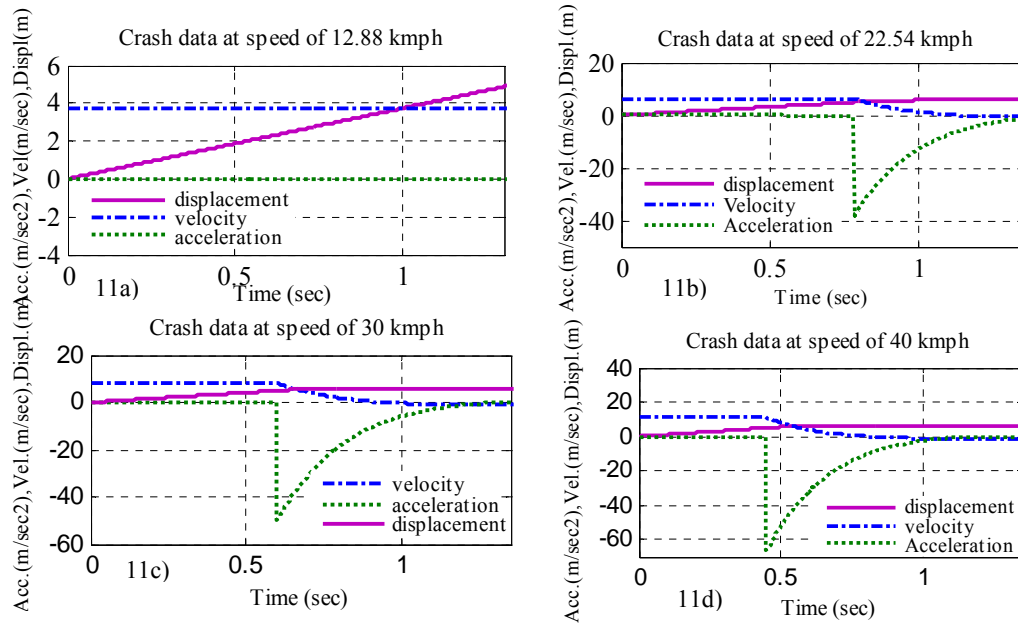 Crash data at speed of 12.88 kmph
Acc.(m/sec2),Vel(m/sec),Displ(m)
6
4
2
0
-2
-4
displacement
velocity
acceleration
0
0.5
1
11a)
Time (sec)
Crash data at speed of 22.54 kmph
Acc.(m/sec2),Vel.(m/sec),Displ.(m)
20
0
-20
-40
displacement
Velocity
Acceleration
0
0.5
1
11b)
Time (sec)
Crash data at speed of 30 kmph
Acc.(m/sec2),Vel.(m/sec),Displ.(m)
20
0
-20
-40
-60
velocity
acceleration
displacement
0
0.5
1
11c)
Time (sec)
Crash data at speed of 40 kmph
Acc.(m/sec2),Vel.(m/sec),Displ.(m)
60
40
20
0
-20
-40
-60
displacement
velocity
Acceleration
0
0.5
1
11d)
Time (sec)